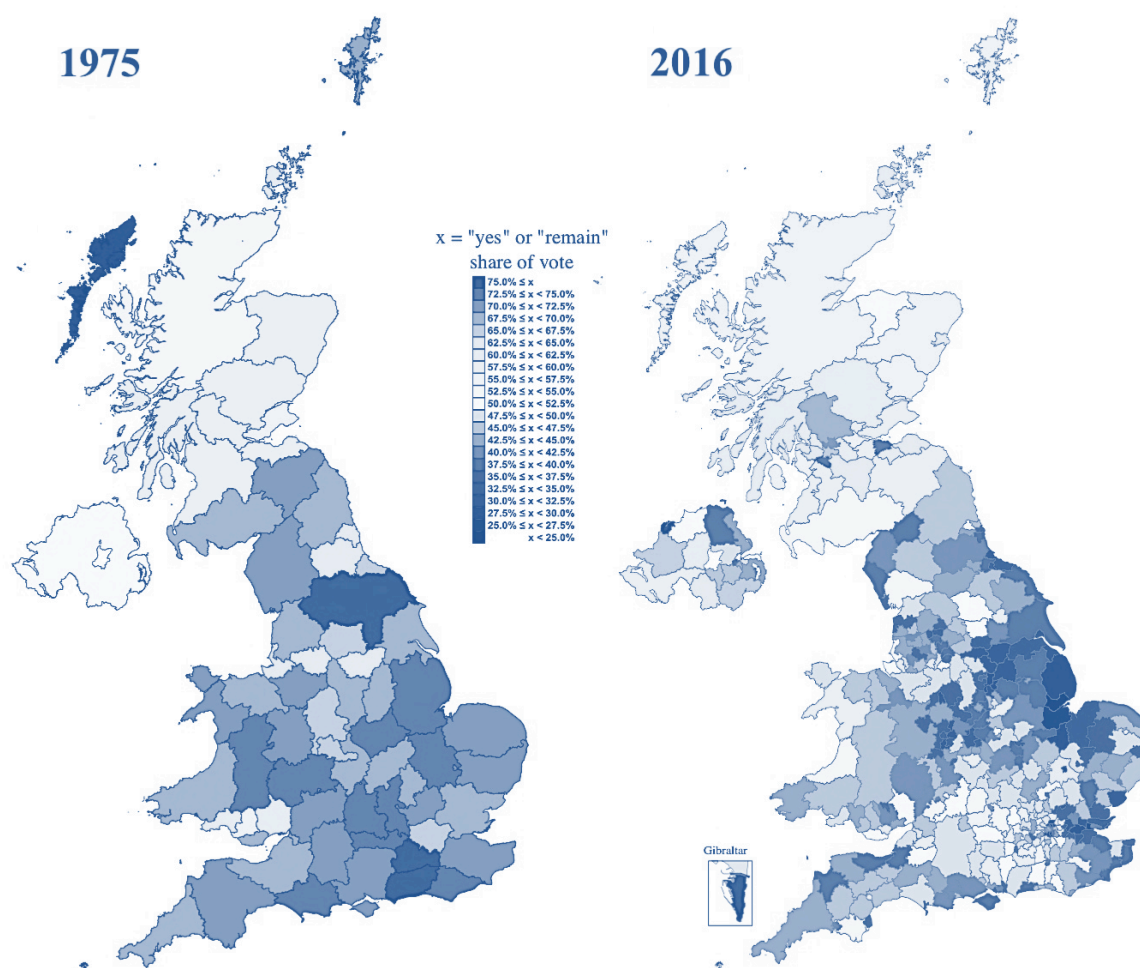 1975
2016
x = "yes" or "remain"
share of vote
75.0% ≤ x
72.5% ≤ x < 75.0%
70.0% ≤ x < 72.5%
67.5% ≤ x < 70.0%
65.0% ≤ x < 67.5%
62.5% ≤ x < 65.0%
60.0% ≤ x < 62.5%
57.5% ≤ x < 60.0%
55.0% ≤ x < 57.5%
52.5% ≤ x < 55.0%
50.0% ≤ x < 52.5%
47.5% ≤ x < 50.0%
45.0% ≤ x < 47.5%
42.5% ≤ x < 45.0%
40.0% ≤ x < 42.5%
37.5% ≤ x < 40.0%
35.0% ≤ x < 37.5%
32.5% ≤ x < 35.0%
30.0% ≤ x < 32.5%
27.5% ≤ x < 30.0%
25.0% ≤ x < 27.5%
x < 25.0%
Gibraltar